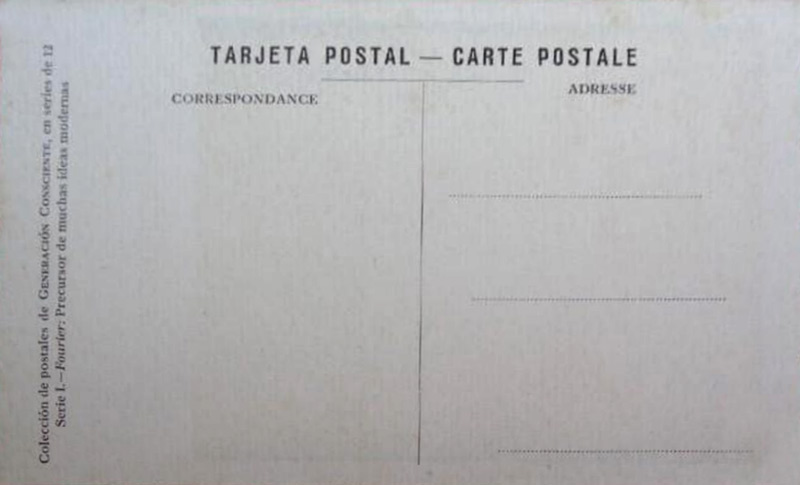 TARJETA POSTAL — CARTE POSTALE
CORRESPONDANCE
ADRESSE
Colección de postales de GENERACIÓN CONSCIENTE, en series de 12
Serie I.—Fourier: Precursor de muchas ideas modernas